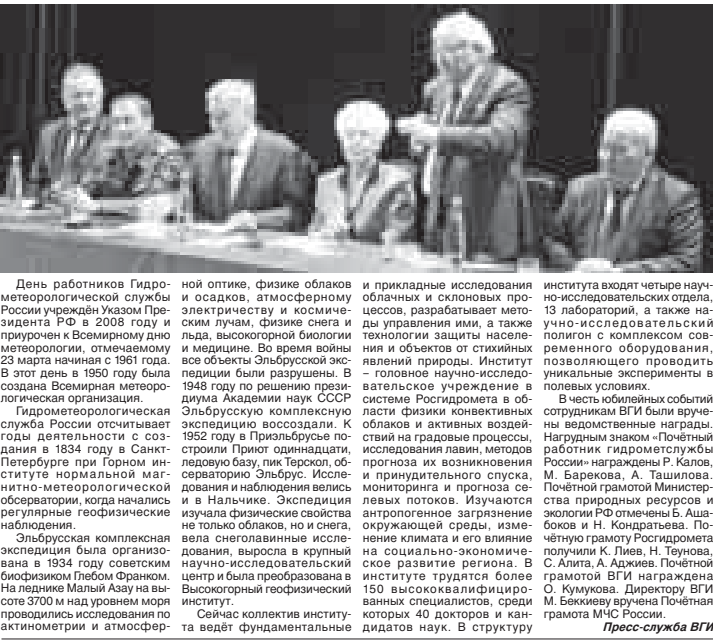 День работников Гидро-
метеорологической службы
России учреждён Указом Пре-
зидента РФ в 2008 году и
приурочен к Всемирному дню
метеорологии, отмечаемому
23 марта начиная с 1961 года.
В этот день в 1950 году была
создана Всемирная метеоро-
логическая организация.
Гидрометеорологическая
служба России отсчитывает
годы деятельности с соз-
дания в 1834 году в Санкт-
Петербурге при Горном ин-
ституте нормальной маг-
нитно-метеорологической
обсерватории, когда начались
регулярные геофизические
наблюдения.
Эльбрусская комплексная
экспедиция была организо-
вана в 1934 году советским
биофизиком Глебом Франком.
На леднике Малый Азау на вы-
соте 3700 м над уровнем моря
проводились исследования по
актинометрии и атмосфер-
ной оптике, физике облаков
и осадков, атмосферному
электричеству и космиче-
ским лучам, физике снега и
льда, высокогорной биологии
и медицине. Во время войны
все объекты Эльбрусской экс-
педиции были разрушены. В
1948 году по решению прези-
диума Академии наук СССР
Эльбрусскую комплексную
экспедицию воссоздали. К
1952 году в Приэльбрусье по-
строили Приют одиннадцати,
ледовую базу, пик Терскол, об-
серваторию Эльбрус. Иссле-
дования и наблюдения велись
и в Нальчике. Экспедиция
изучала физические свойства
не только облаков, но и снега,
вела снеголавинные иссле-
дования, выросла в крупный
научно-исследовательский
центр и была преобразована в
Высокогорный геофизический
институт.
Сейчас коллектив институ-
та ведёт фундаментальные
и прикладные исследования
облачных и склоновых про-
цессов, разрабатывает мето-
ды управления ими, а также
технологии защиты населе-
ния и объектов от стихийных
явлений природы. Институт
– головное научно-исследо-
вательское учреждение в
системе Росгидромета в об-
ласти физики конвективных
облаков и активных воздей-
ствий на градовые процессы,
исследования лавин, методов
прогноза их возникновения
и принудительного спуска,
мониторинга и прогноза се-
левых потоков. Изучаются
антропогенное загрязнение
окружающей среды, изме-
нение климата и его влияние
на социально-экономиче-
ское развитие региона. В
институте трудятся более
150 высококвалифициро-
ванных специалистов, среди
которых 40 докторов и кан-
дидатов наук. В структуру
института входят четыре науч-
но-исследовательских отдела,
13 лабораторий, а также на-
учно-исследовательский
полигон с комплексом сов-
ременного оборудования,
позволяющего проводить
уникальные эксперименты в
полевых условиях.
В честь юбилейных событий
сотрудникам ВГИ были вруче-
ны ведомственные награды.
Нагрудным знаком «Почётный
работник гидрометслужбы
России» награждены Р. Калов,
М. Барекова, А. Ташилова.
Почётной грамотой Министер-
ства природных ресурсов и
экологии РФ отмечены Б. Аша-
боков и Н. Кондратьева. По-
чётную грамоту Росгидромета
получили К. Лиев, Н. Теунова,
С. Алита, А. Аджиев. Почётной
грамотой ВГИ награждена
О. Кумукова. Директору ВГИ
М. Беккиеву вручена Почётная
грамота МЧС России.
Пресс-служба ВГИ